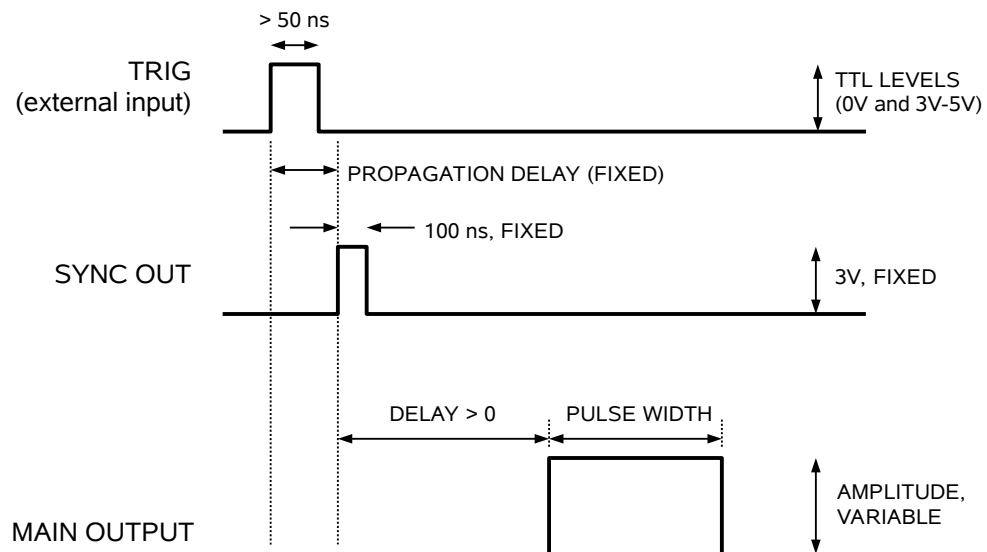 > 50 ns
TRIG
(external input)
TTL LEVELS
(0V and 3V-5V)
PROPAGATION DELAY (FIXED)
100 ns, FIXED
SYNC OUT
3V, FIXED
DELAY > 0
PULSE WIDTH
MAIN OUTPUT
AMPLITUDE,
VARIABLE